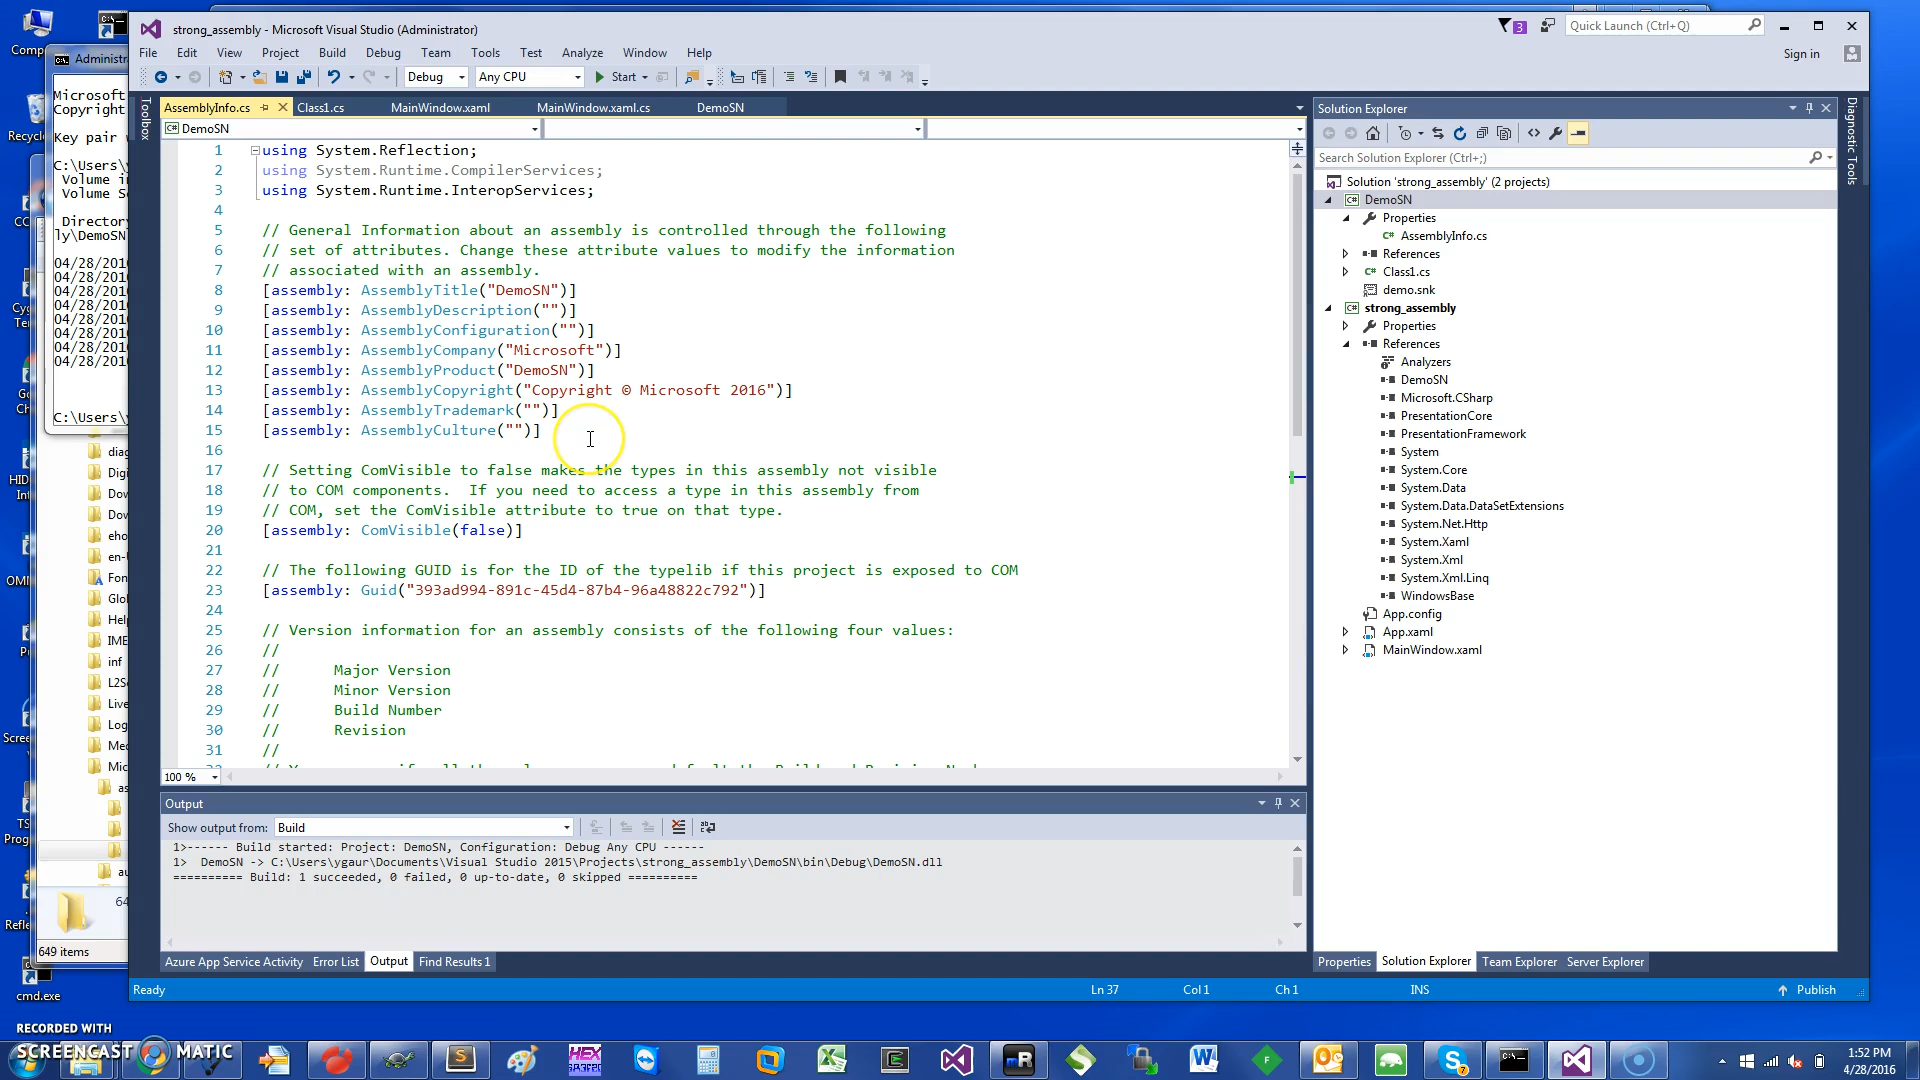 strong_assembly - Microsoft Visual Studio (Administrator)
3
Quick Launch (Ctrl+Q)
File Edit View Project Build Debug Team Tools Test Analyze Window Help
Sign in
Debug Any CPU Start
Toolbox
AssemblyInfo.cs Class1.cs MainWindow.xaml MainWindow.xaml.cs DemoSN
DemoSN
1 using System.Reflection;
2 using System.Runtime.CompilerServices;
3 using System.Runtime.InteropServices;
4
5 // General Information about an assembly is controlled through the following
6 // set of attributes. Change these attribute values to modify the information
7 // associated with an assembly.
8 [assembly: AssemblyTitle("DemoSN")]
9 [assembly: AssemblyDescription("")]
10 [assembly: AssemblyConfiguration("")]
11 [assembly: AssemblyCompany("Microsoft")]
12 [assembly: AssemblyProduct("DemoSN")]
13 [assembly: AssemblyCopyright("Copyright © Microsoft 2016")]
14 [assembly: AssemblyTrademark("")]
15 [assembly: AssemblyCulture("")]
16
17 // Setting ComVisible to false makes the types in this assembly not visible
18 // to COM components.  If you need to access a type in this assembly from
19 // COM, set the ComVisible attribute to true on that type.
20 [assembly: ComVisible(false)]
21
22 // The following GUID is for the ID of the typelib if this project is exposed to COM
23 [assembly: Guid("393ad994-891c-45d4-87b4-96a48822c792")]
24
25 // Version information for an assembly consists of the following four values:
26 //
27 //      Major Version
28 //      Minor Version
29 //      Build Number
30 //      Revision
31 //
100 %
Output
Show output from: Build
1>------ Build started: Project: DemoSN, Configuration: Debug Any CPU ------
1>  DemoSN -> C:\Users\ygaur\Documents\Visual Studio 2015\Projects\strong_assembly\DemoSN\bin\Debug\DemoSN.dll
========== Build: 1 succeeded, 0 failed, 0 up-to-date, 0 skipped ==========
Azure App Service Activity Error List Output Find Results 1
Ready Ln 37 Col 1 Ch 1 INS Publish
Solution Explorer
Search Solution Explorer (Ctrl+;)
Solution 'strong_assembly' (2 projects)
DemoSN
Properties
AssemblyInfo.cs
References
Class1.cs
demo.snk
strong_assembly
Properties
References
Analyzers
DemoSN
Microsoft.CSharp
PresentationCore
PresentationFramework
System
System.Core
System.Data
System.Data.DataSetExtensions
System.Net.Http
System.Xaml
System.Xml
System.Xml.Linq
WindowsBase
App.config
App.xaml
MainWindow.xaml
Properties Solution Explorer Team Explorer Server Explorer
Diagnostic Tools
Microsoft
Copyright
Key pair
C:\Users\
Volume
Volume
Directory
ly\DemoSN
04/28/201
04/28/201
04/28/201
04/28/201
04/28/201
04/28/201
04/28/201
04/28/201
C:\Users\
649 items
cmd.exe
RECORDED WITH
SCREENCAST MATIC
HEX
1:52 PM
4/28/2016